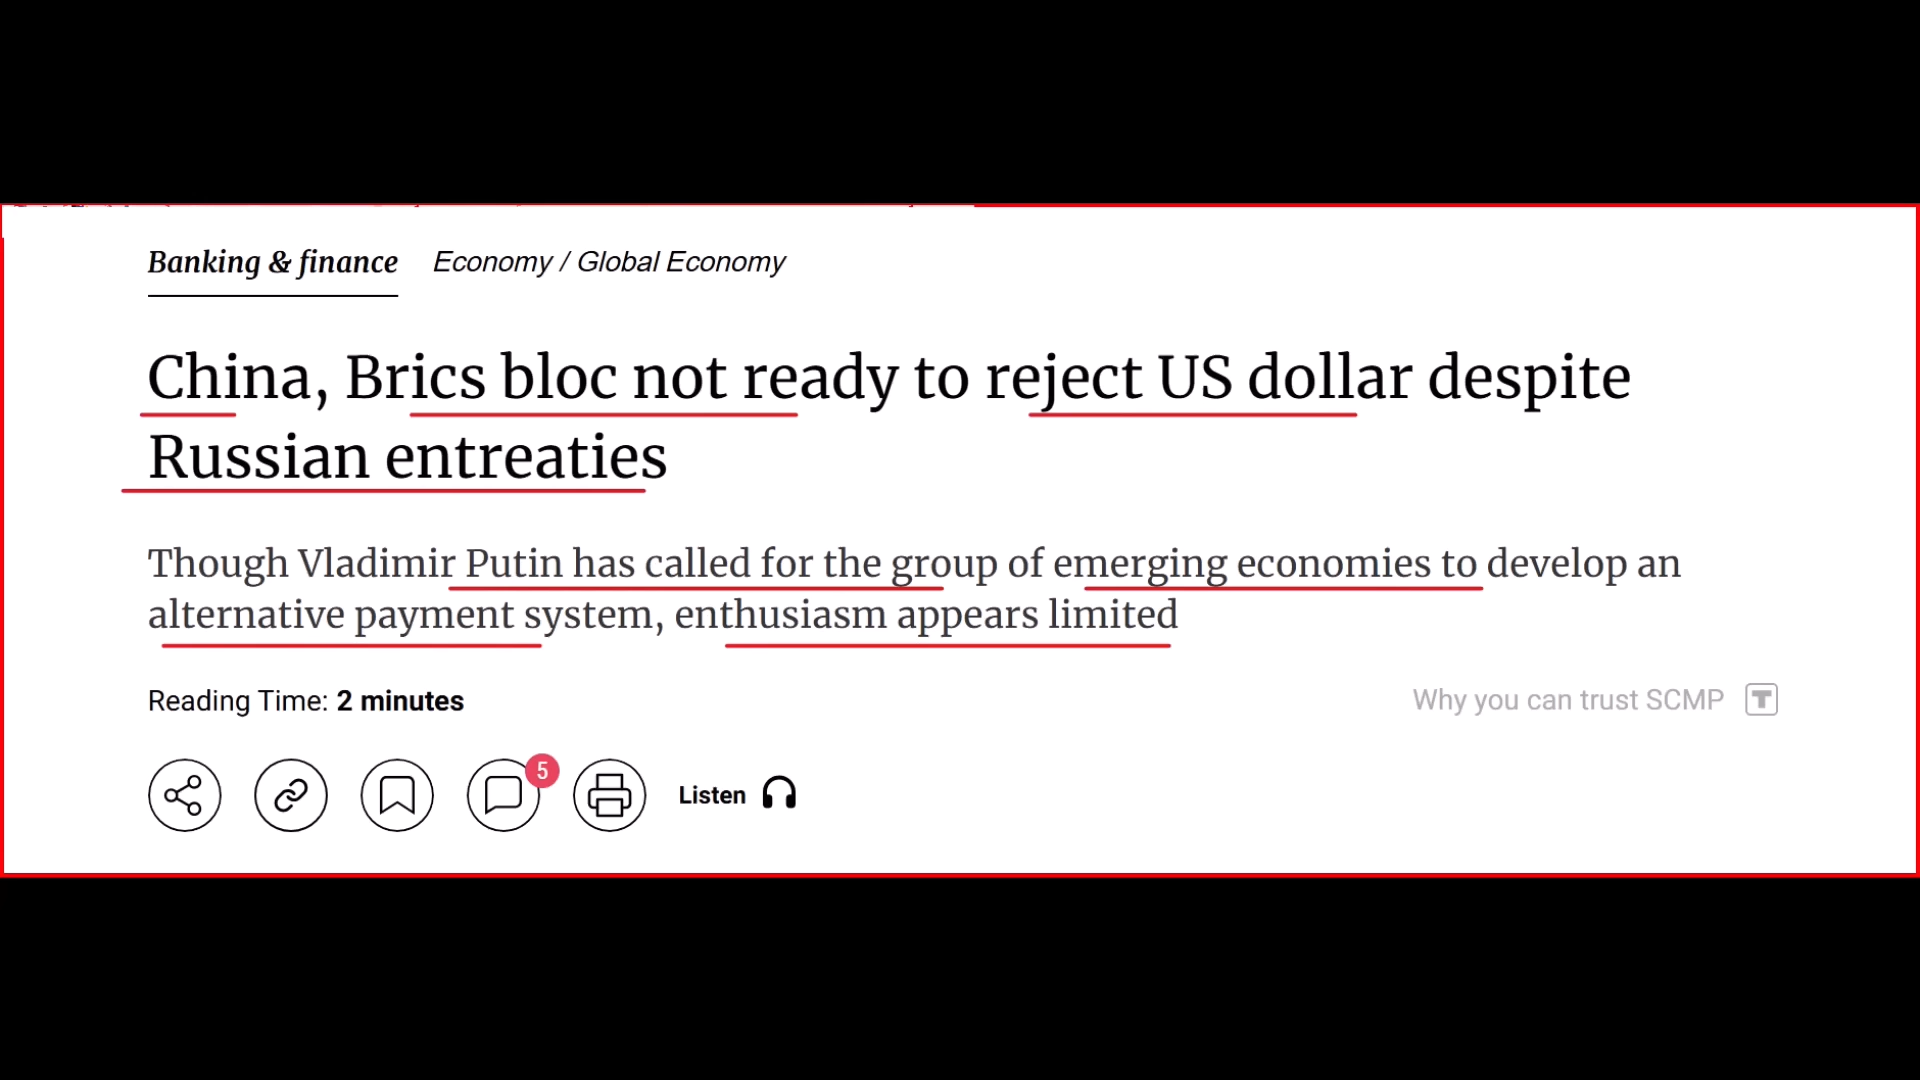 Banking & finance Economy / Global Economy
China, Brics bloc not ready to reject US dollar despite
Russian entreaties
Though Vladimir Putin has called for the group of emerging economies to develop an
alternative payment system, enthusiasm appears limited
Reading Time: 2 minutes
Why you can trust SCMP T
5
Listen